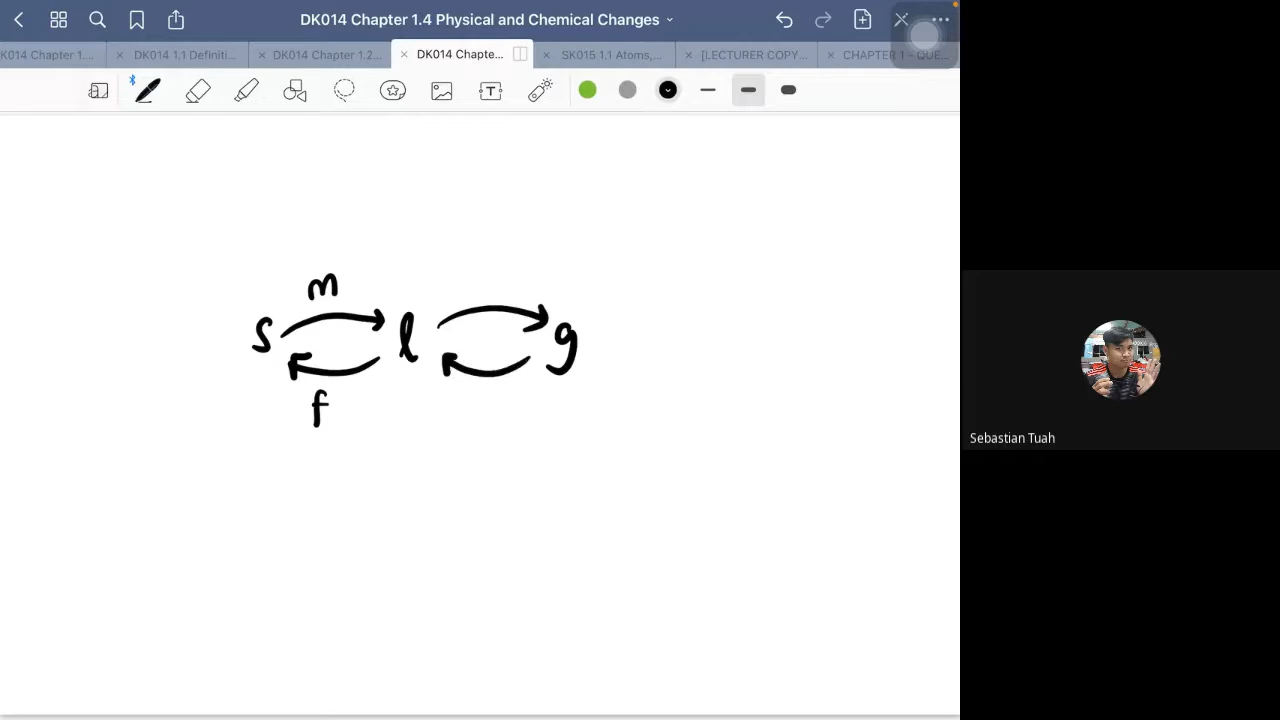 DK014 Chapter 1.4 Physical and Chemical Changes
K014 Chapter 1.... × DK014 1.1 Definiti... × DK014 Chapter 1.2... × DK014 Chapte... × SK015 1.1 Atoms,... × [LECTURER COPY... × CHAPTER 1 - QUE...
T
m
s l g
f
Sebastian Tuah